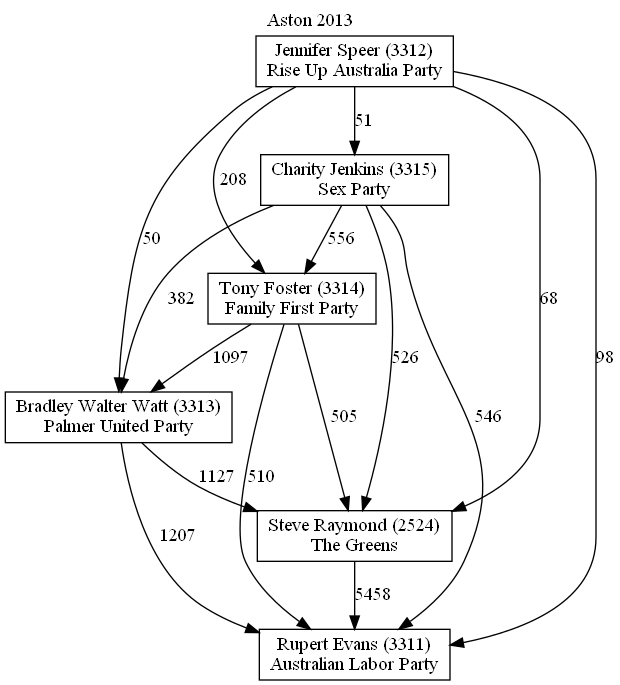 Aston 2013
Jennifer Speer (3312)
Rise Up Australia Party
51
Charity Jenkins (3315)
Sex Party
208
50
556
382
Tony Foster (3314)
Family First Party
68
98
1097
526
Bradley Walter Watt (3313)
Palmer United Party
505
546
1127
510
Steve Raymond (2524)
The Greens
1207
5458
Rupert Evans (3311)
Australian Labor Party